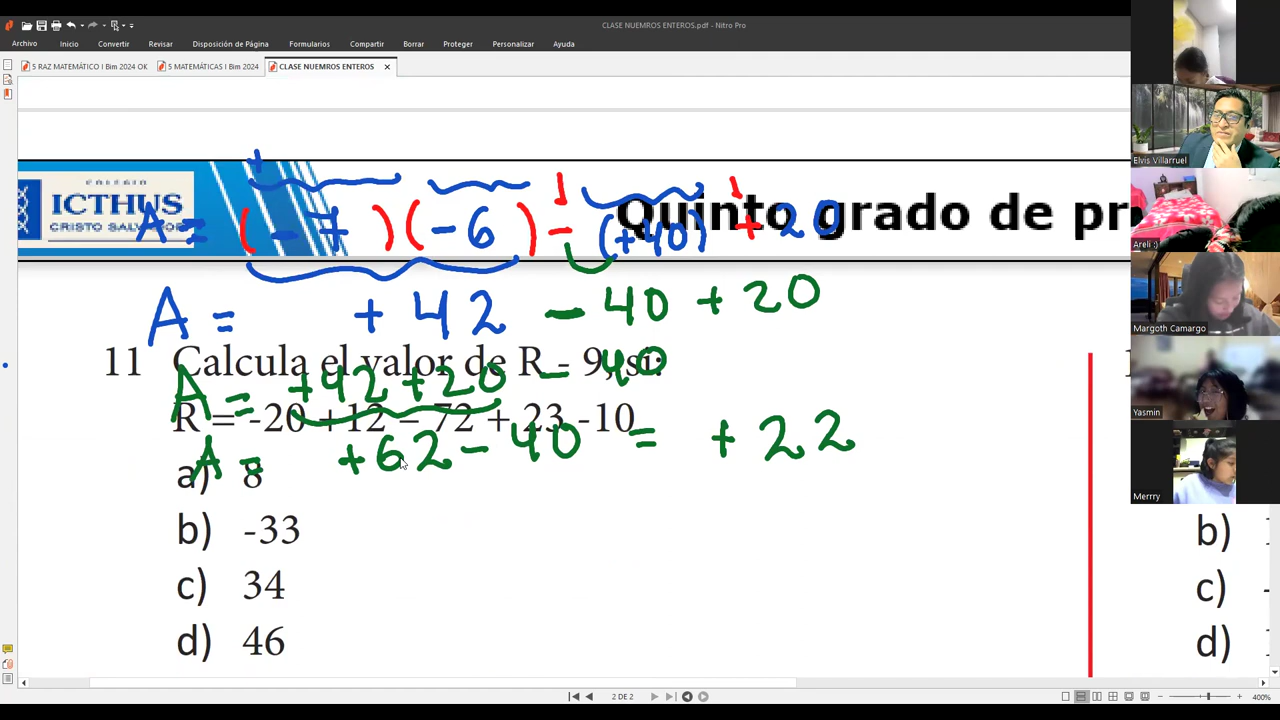 CLASE NUEMROS ENTEROS.pdf - Nitro Pro
Archivo Inicio Convertir Revisar Disposición de Página Formularios Compartir Borrar Proteger Personalizar Ayuda
5 RAZ MATEMÁTICO I Bim 2024 OK 5 MATEMÁTICAS I Bim 2024 CLASE NUEMROS ENTEROS ×
COLEGIO
ICTHUS
CRISTO SALVADOR
Quinto grado de pr
+
A = ( - 7 ) ( - 6 ) - ( + 40 ) + 20
A = + 42 - 40 + 20
11 Calcula el valor de R – 9, si:
A = + 42 + 20 - 40
R = -20 +12 – 72 + 23 -10
A = + 62 - 40 = + 22
a) 8
b) -33
c) 34
d) 46
b)
c)
d)
Elvis Villarruel
Areli :)
Margoth Camargo
Yasmin
Merrry
2 DE 2
400%